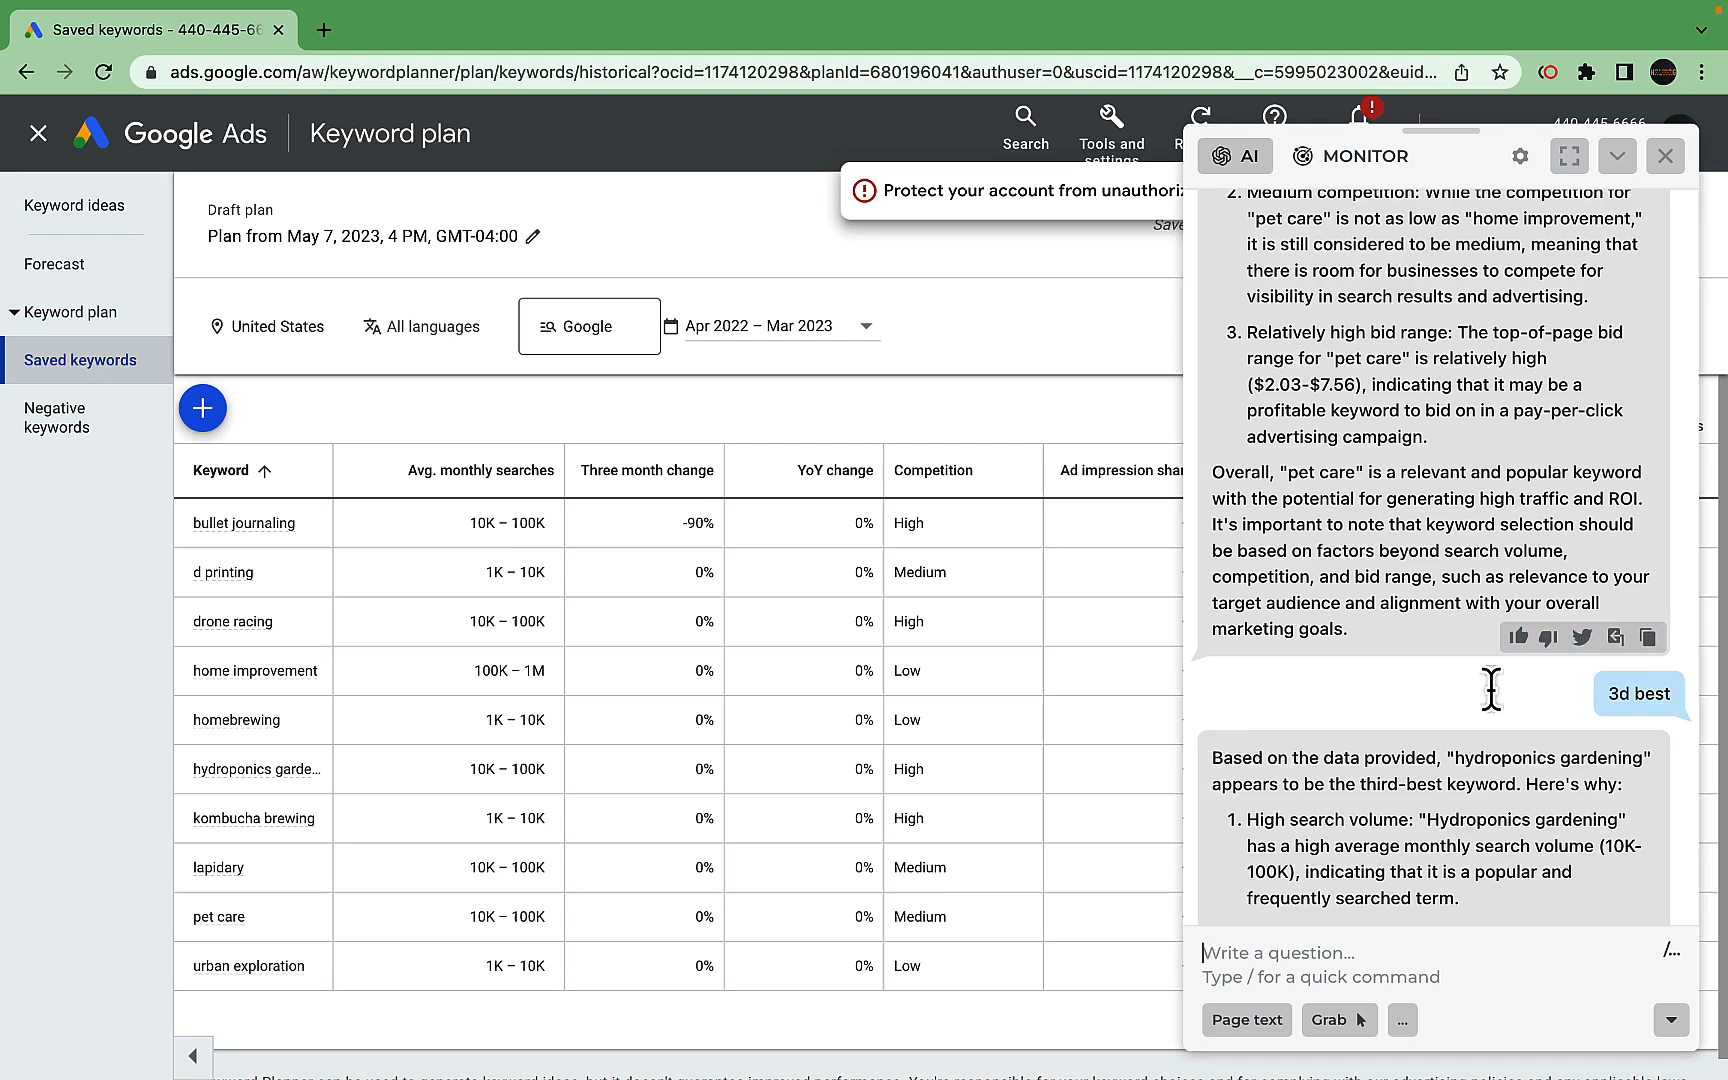 Saved keywords - 440-445-66
ads.google.com/aw/keywordplanner/plan/keywords/historical?ocid=1174120298&planId=680196041&authuser=0&uscid=1174120298&__c=5995023002&euid...
Google Ads
Keyword plan
Search
Tools and settings
440-445-6666
Keyword ideas
Forecast
Keyword plan
Saved keywords
Negative
keywords
Draft plan
Plan from May 7, 2023, 4 PM, GMT-04:00
Protect your account from unauthoriz
Save
United States
All languages
Google
Apr 2022 – Mar 2023
Keyword Avg. monthly searches Three month change YoY change Competition Ad impression shar
bullet journaling 10K – 100K -90% 0% High
d printing 1K – 10K 0% 0% Medium
drone racing 10K – 100K 0% 0% High
home improvement 100K – 1M 0% 0% Low
homebrewing 1K – 10K 0% 0% Low
hydroponics garde... 10K – 100K 0% 0% High
kombucha brewing 1K – 10K 0% 0% High
lapidary 10K – 100K 0% 0% Medium
pet care 10K – 100K 0% 0% Medium
urban exploration 1K – 10K 0% 0% Low
AI
MONITOR
2. Medium competition: While the competition for
"pet care" is not as low as "home improvement,"
it is still considered to be medium, meaning that
there is room for businesses to compete for
visibility in search results and advertising.
3. Relatively high bid range: The top-of-page bid
range for "pet care" is relatively high
($2.03-$7.56), indicating that it may be a
profitable keyword to bid on in a pay-per-click
advertising campaign.
Overall, "pet care" is a relevant and popular keyword
with the potential for generating high traffic and ROI.
It's important to note that keyword selection should
be based on factors beyond search volume,
competition, and bid range, such as relevance to your
target audience and alignment with your overall
marketing goals.
3d best
Based on the data provided, "hydroponics gardening"
appears to be the third-best keyword. Here's why:
1. High search volume: "Hydroponics gardening"
has a high average monthly search volume (10K-
100K), indicating that it is a popular and
frequently searched term.
Write a question...
/...
Type / for a quick command
Page text
Grab
...